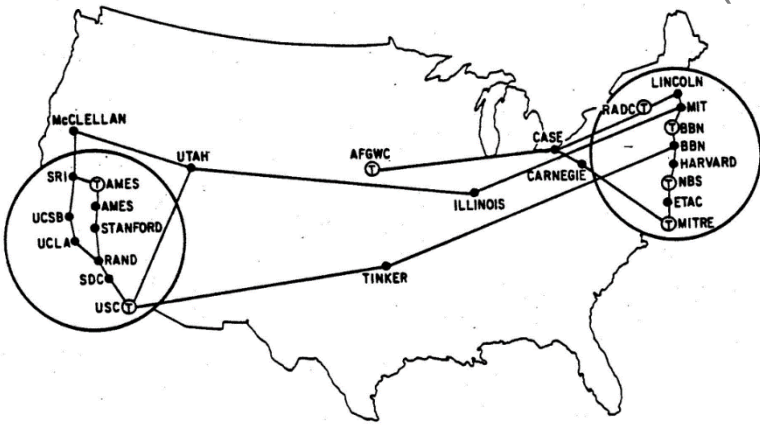 LINCOLN
RADC T
MIT
McCLELLAN
T BBN
CASE
BBN
UTAH
AFGWC
T
HARVARD
SRI
T AMES
CARNEGIE
T NBS
ILLINOIS
AMES
ETAC
UCSB
STANFORD
T MITRE
UCLA
RAND
SDC
TINKER
USC T